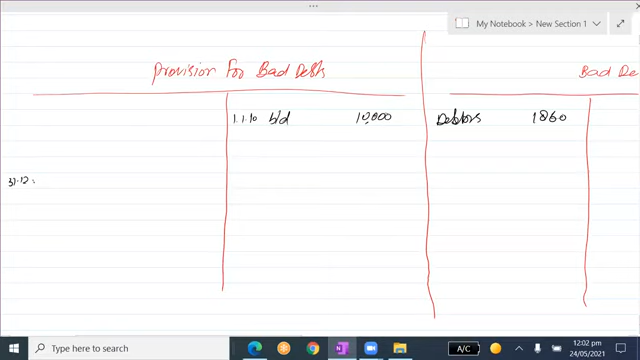 My Notebook > New Section 1
Provision For Bad Debts
Bad De
1.1.10 b/d 10,000
Debtors 1860
31.12.
Type here to search
A/C
12:02 pm
24/05/2021